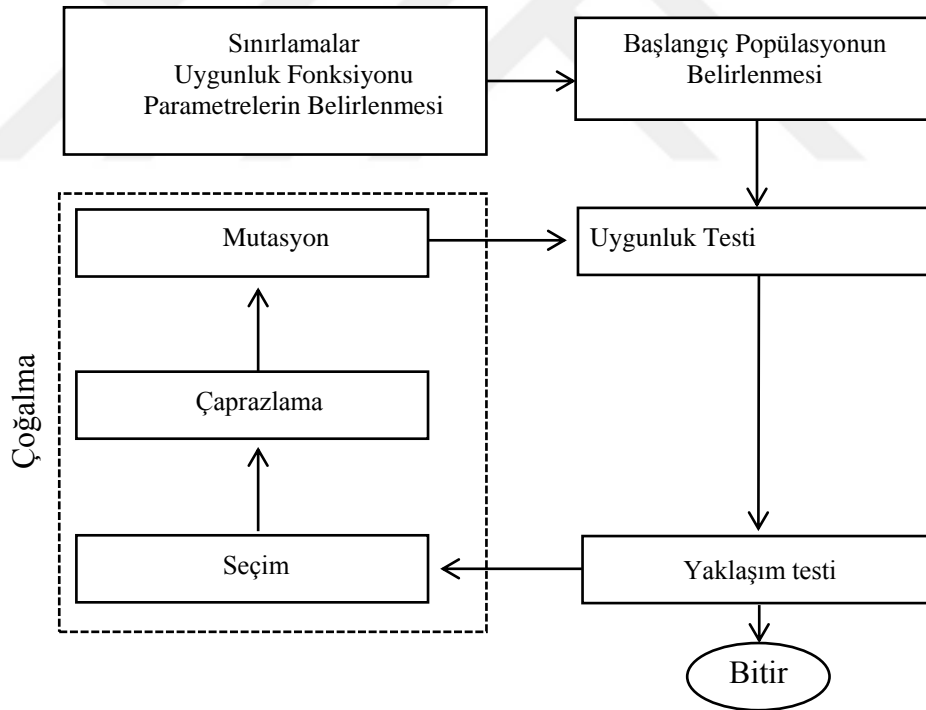 Sınırlamalar
Uygunluk Fonksiyonu
Parametrelerin Belirlenmesi
Başlangıç Popülasyonun
Belirlenmesi
Mutasyon
Uygunluk Testi
Çoğalma
Çaprazlama
Seçim
Yaklaşım testi
Bitir